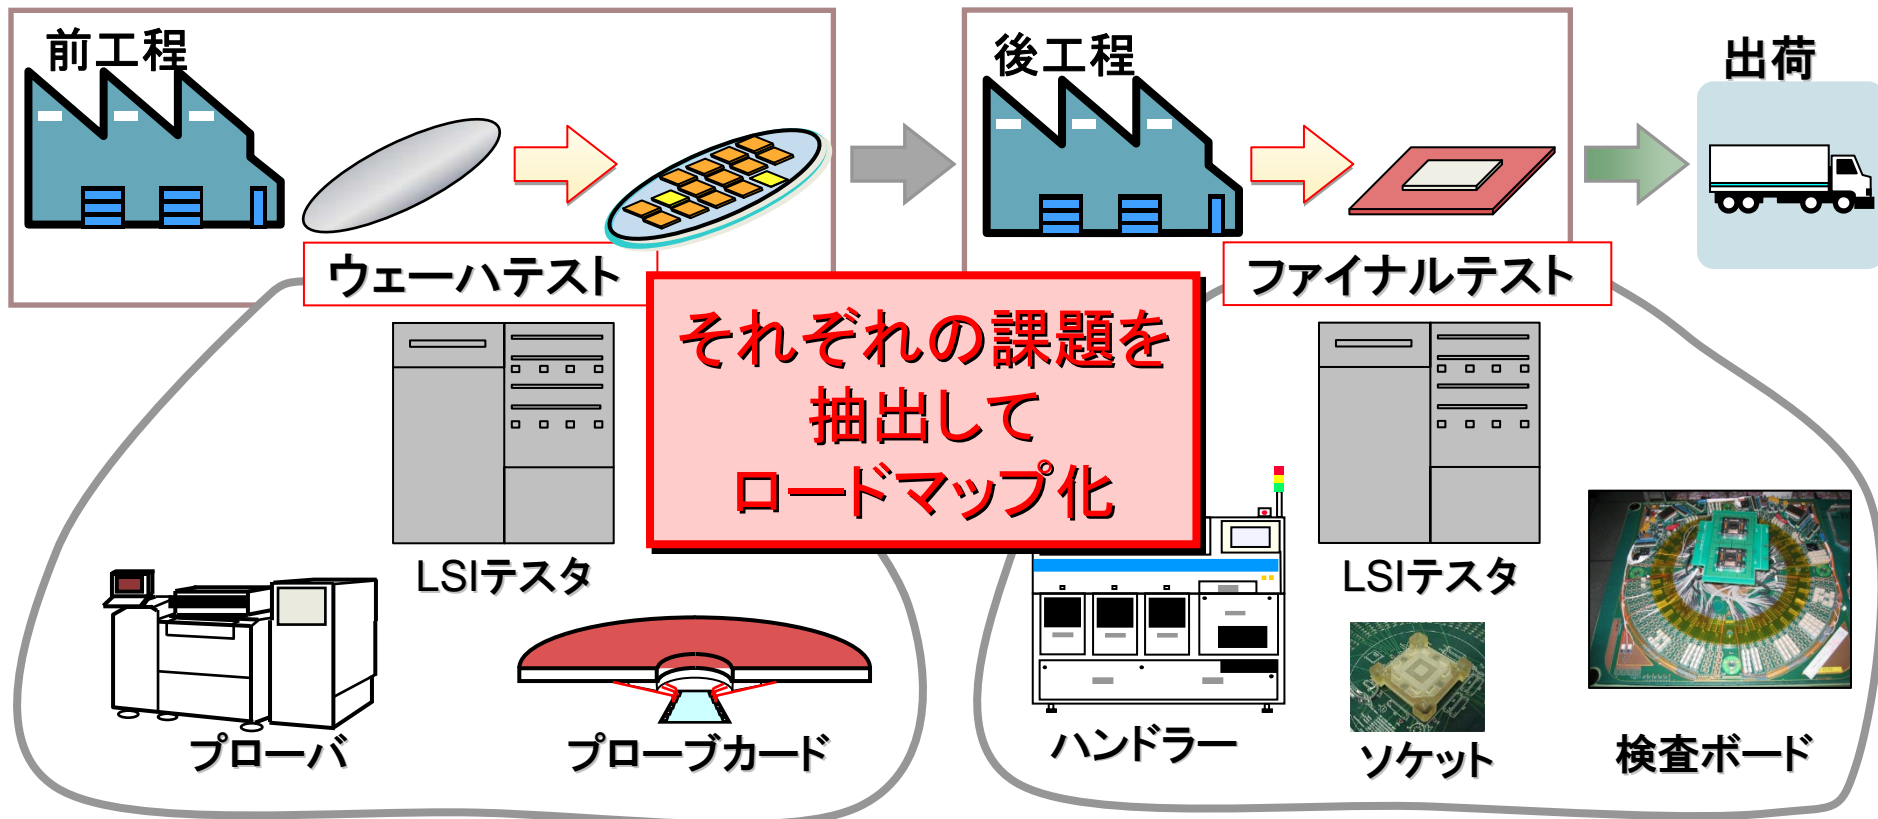 前工程
後工程
出荷
ウェーハテスト
ファイナルテスト
それぞれの課題を
抽出して
ロードマップ化
LSIテスタ
LSIテスタ
プローバ
プローブカード
ハンドラー
ソケット
検査ボード